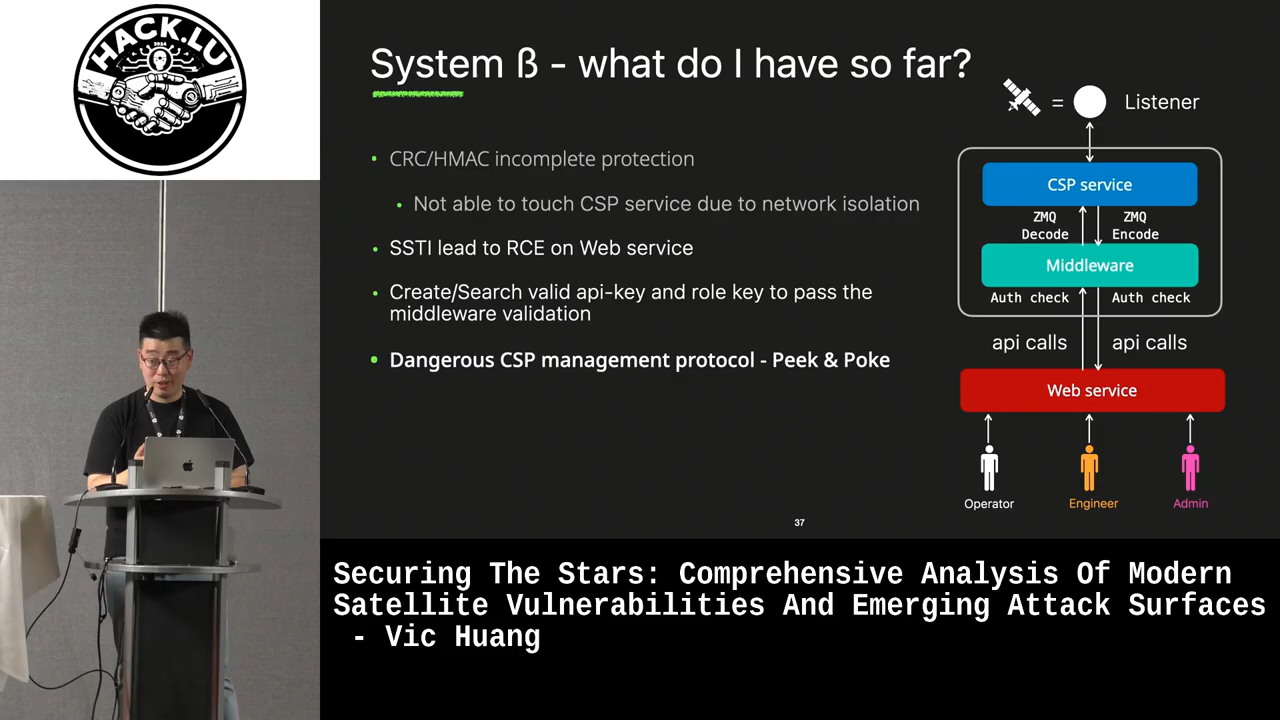 HACK.LU
2024
System ß - what do I have so far?
= Listener
• CRC/HMAC incomplete protection
• Not able to touch CSP service due to network isolation
• SSTI lead to RCE on Web service
• Create/Search valid api-key and role key to pass the
middleware validation
• Dangerous CSP management protocol - Peek & Poke
CSP service
ZMQ
Decode
ZMQ
Encode
Middleware
Auth check
Auth check
api calls
api calls
Web service
Operator
Engineer
Admin
37
Securing The Stars: Comprehensive Analysis Of Modern
Satellite Vulnerabilities And Emerging Attack Surfaces
- Vic Huang